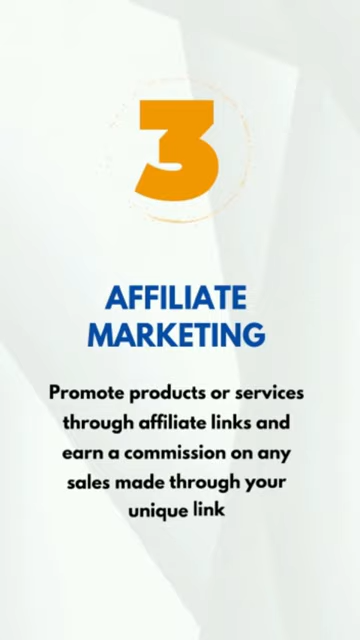 3
AFFILIATE
MARKETING
Promote products or services
through affiliate links and
earn a commission on any
sales made through your
unique link